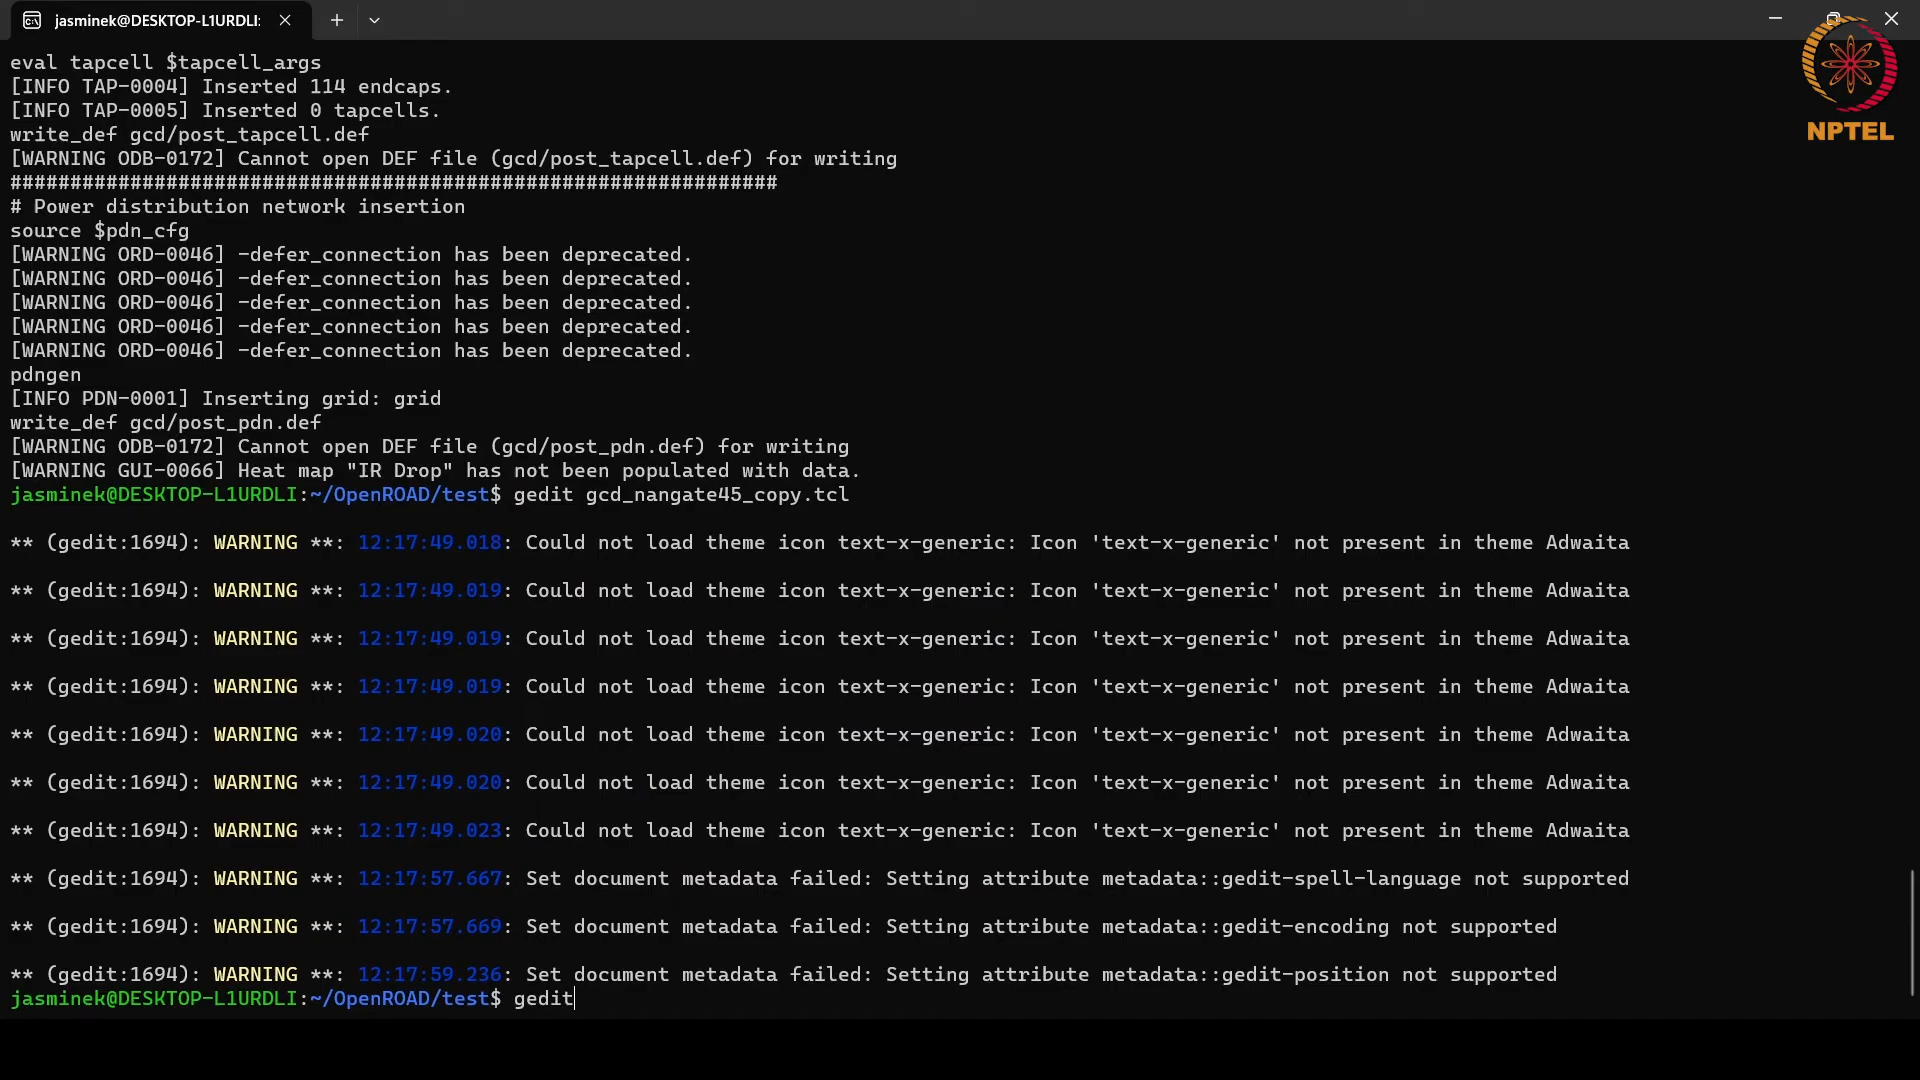 jasminek@DESKTOP-L1URDLI:
eval tapcell $tapcell_args
[INFO TAP-0004] Inserted 114 endcaps.
[INFO TAP-0005] Inserted 0 tapcells.
write_def gcd/post_tapcell.def
[WARNING ODB-0172] Cannot open DEF file (gcd/post_tapcell.def) for writing
################################################################
# Power distribution network insertion
source $pdn_cfg
[WARNING ORD-0046] -defer_connection has been deprecated.
[WARNING ORD-0046] -defer_connection has been deprecated.
[WARNING ORD-0046] -defer_connection has been deprecated.
[WARNING ORD-0046] -defer_connection has been deprecated.
[WARNING ORD-0046] -defer_connection has been deprecated.
pdngen
[INFO PDN-0001] Inserting grid: grid
write_def gcd/post_pdn.def
[WARNING ODB-0172] Cannot open DEF file (gcd/post_pdn.def) for writing
[WARNING GUI-0066] Heat map "IR Drop" has not been populated with data.
jasminek@DESKTOP-L1URDLI:~/OpenROAD/test$ gedit gcd_nangate45_copy.tcl
** (gedit:1694): WARNING **: 12:17:49.018: Could not load theme icon text-x-generic: Icon 'text-x-generic' not present in theme Adwaita
** (gedit:1694): WARNING **: 12:17:49.019: Could not load theme icon text-x-generic: Icon 'text-x-generic' not present in theme Adwaita
** (gedit:1694): WARNING **: 12:17:49.019: Could not load theme icon text-x-generic: Icon 'text-x-generic' not present in theme Adwaita
** (gedit:1694): WARNING **: 12:17:49.019: Could not load theme icon text-x-generic: Icon 'text-x-generic' not present in theme Adwaita
** (gedit:1694): WARNING **: 12:17:49.020: Could not load theme icon text-x-generic: Icon 'text-x-generic' not present in theme Adwaita
** (gedit:1694): WARNING **: 12:17:49.020: Could not load theme icon text-x-generic: Icon 'text-x-generic' not present in theme Adwaita
** (gedit:1694): WARNING **: 12:17:49.023: Could not load theme icon text-x-generic: Icon 'text-x-generic' not present in theme Adwaita
** (gedit:1694): WARNING **: 12:17:57.667: Set document metadata failed: Setting attribute metadata::gedit-spell-language not supported
** (gedit:1694): WARNING **: 12:17:57.669: Set document metadata failed: Setting attribute metadata::gedit-encoding not supported
** (gedit:1694): WARNING **: 12:17:59.236: Set document metadata failed: Setting attribute metadata::gedit-position not supported
jasminek@DESKTOP-L1URDLI:~/OpenROAD/test$ gedit
NPTEL